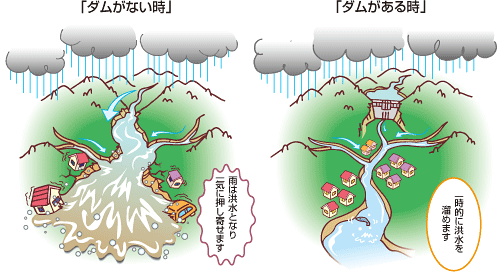 「ダムがない時」
「ダムがある時」
雨は洪水となり
一気に押し寄せます
一時的に洪水を
溜めます